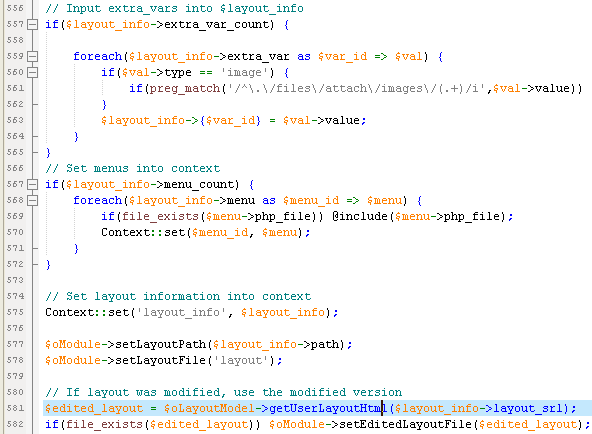 556 // Input extra_vars into $layout_info
557 if($layout_info->extra_var_count) {
558
559 foreach($layout_info->extra_var as $var_id => $val) {
560 if($val->type == 'image') {
561 if(preg_match('/^\.\/files\/attach\/images\/(.+)/i',$val->value))
562 }
563 $layout_info->{$var_id} = $val->value;
564 }
565 }
566 // Set menus into context
567 if($layout_info->menu_count) {
568 foreach($layout_info->menu as $menu_id => $menu) {
569 if(file_exists($menu->php_file)) @include($menu->php_file);
570 Context::set($menu_id, $menu);
571 }
572 }
573
574 // Set layout information into context
575 Context::set('layout_info', $layout_info);
576
577 $oModule->setLayoutPath($layout_info->path);
578 $oModule->setLayoutFile('layout');
579
580 // If layout was modified, use the modified version
581 $edited_layout = $oLayoutModel->getUserLayoutHtml($layout_info->layout_srl);
582 if(file_exists($edited_layout)) $oModule->setEditedLayoutFile($edited_layout);